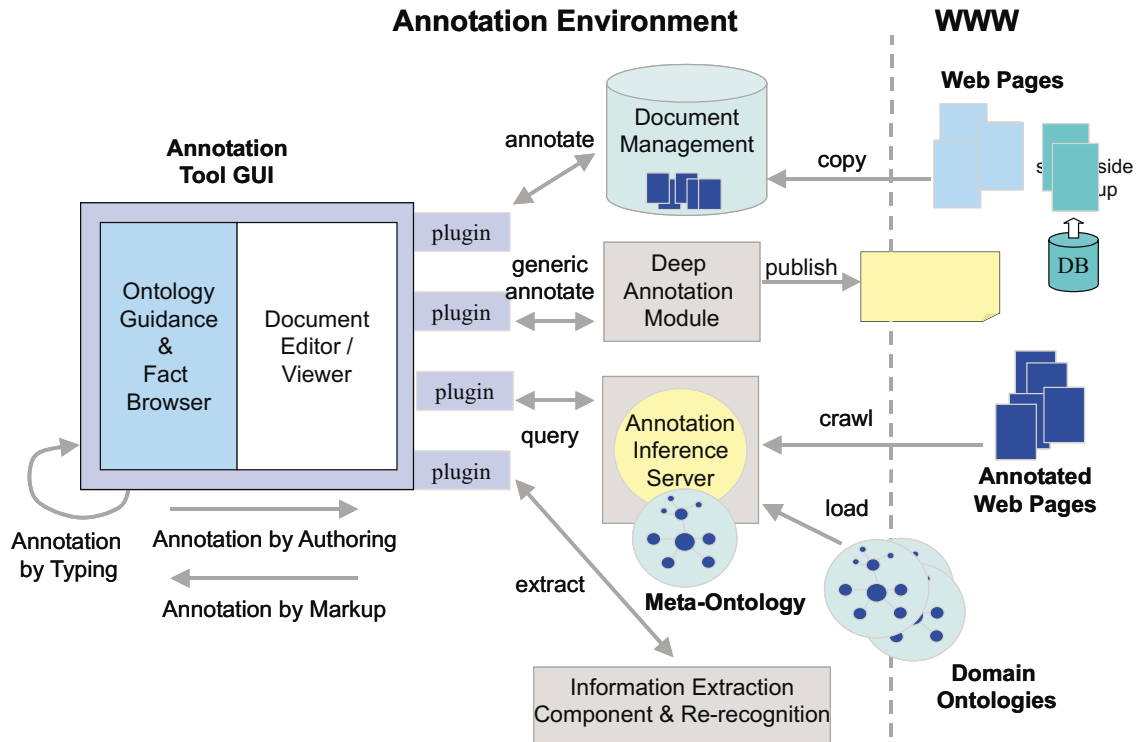 Annotation Environment
WWW
Web Pages
Document
Management
annotate
Annotation
Tool GUI
copy
side
up
plugin
DB
generic
annotate
Deep
Annotation
Module
publish
Ontology
Guidance
&
Fact
Browser
Document
Editor /
Viewer
plugin
plugin
query
Annotation
Inference
Server
crawl
Annotated
Web Pages
plugin
load
Annotation
by Typing
Annotation by Authoring
Annotation by Markup
extract
Meta-Ontology
Domain
Ontologies
Information Extraction
Component & Re-recognition